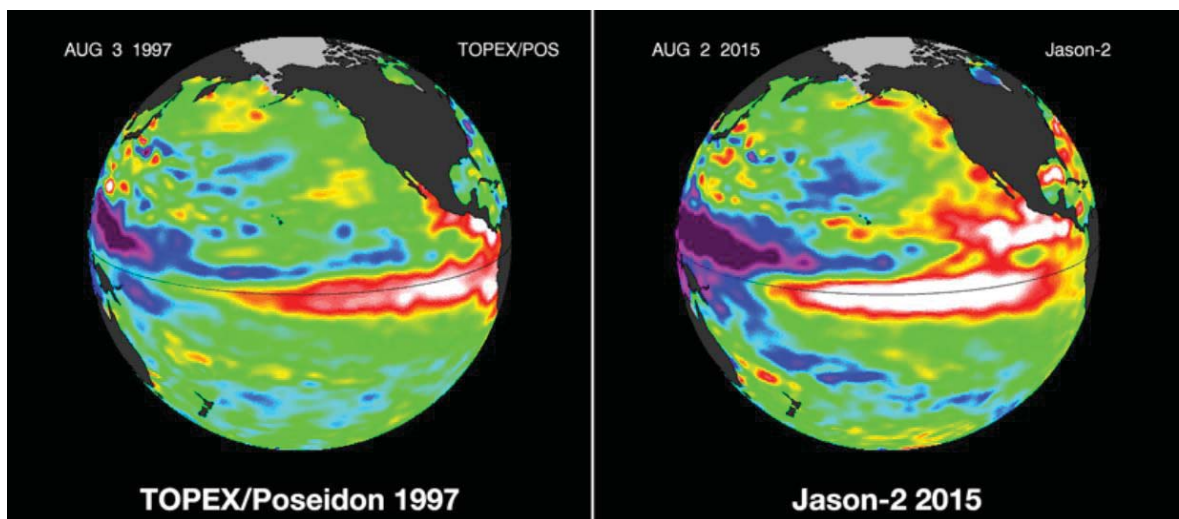 AUG 3 1997
TOPEX/POS
TOPEX/Poseidon 1997
AUG 2 2015
Jason-2
Jason-2 2015